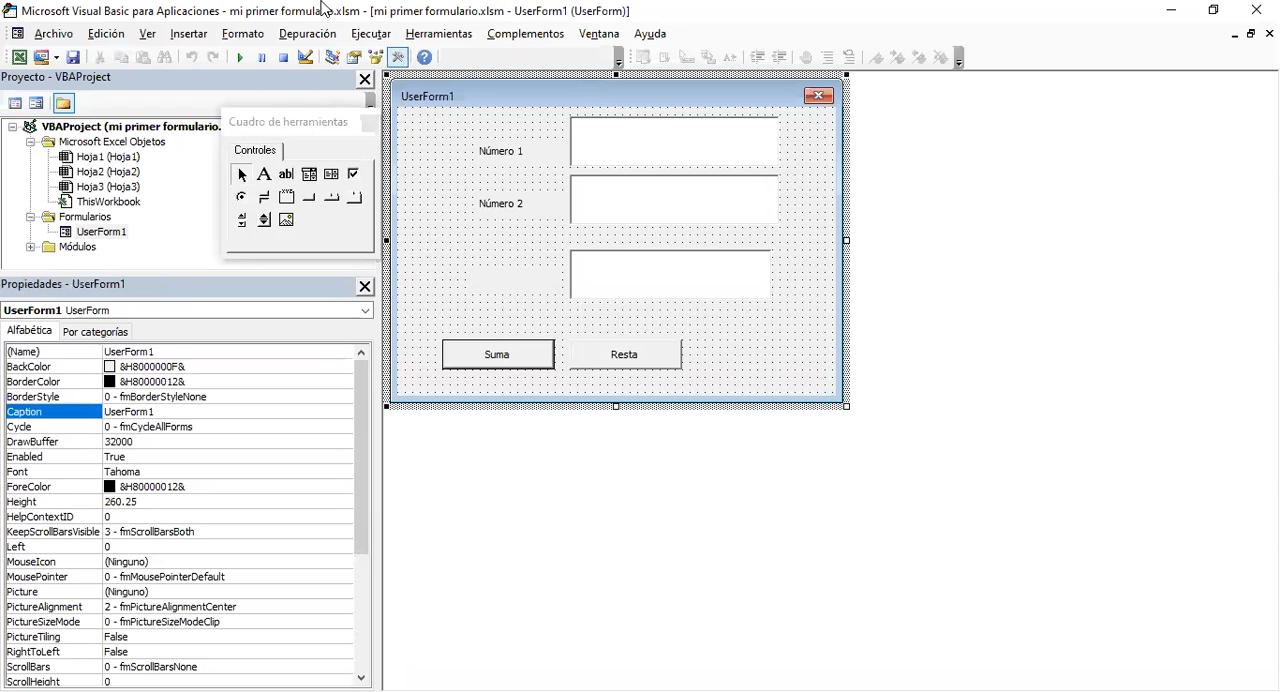 Microsoft Visual Basic para Aplicaciones - mi primer formulario.xlsm - [mi primer formulario.xlsm - UserForm1 (UserForm)]
Archivo Edición Ver Insertar Formato Depuración Ejecutar Herramientas Complementos Ventana Ayuda
Proyecto - VBAProject
VBAProject (mi primer formulario.
Microsoft Excel Objetos
Hoja1 (Hoja1)
Hoja2 (Hoja2)
Hoja3 (Hoja3)
ThisWorkbook
Formularios
UserForm1
Módulos
Cuadro de herramientas
Controles
A ab|
Propiedades - UserForm1
UserForm1 UserForm
Alfabética Por categorías
(Name) UserForm1
BackColor &H8000000F&
BorderColor &H80000012&
BorderStyle 0 - fmBorderStyleNone
Caption UserForm1
Cycle 0 - fmCycleAllForms
DrawBuffer 32000
Enabled True
Font Tahoma
ForeColor &H80000012&
Height 260.25
HelpContextID 0
KeepScrollBarsVisible 3 - fmScrollBarsBoth
Left 0
MouseIcon (Ninguno)
MousePointer 0 - fmMousePointerDefault
Picture (Ninguno)
PictureAlignment 2 - fmPictureAlignmentCenter
PictureSizeMode 0 - fmPictureSizeModeClip
PictureTiling False
RightToLeft False
ScrollBars 0 - fmScrollBarsNone
ScrollHeight 0
UserForm1
Número 1
Número 2
Suma Resta